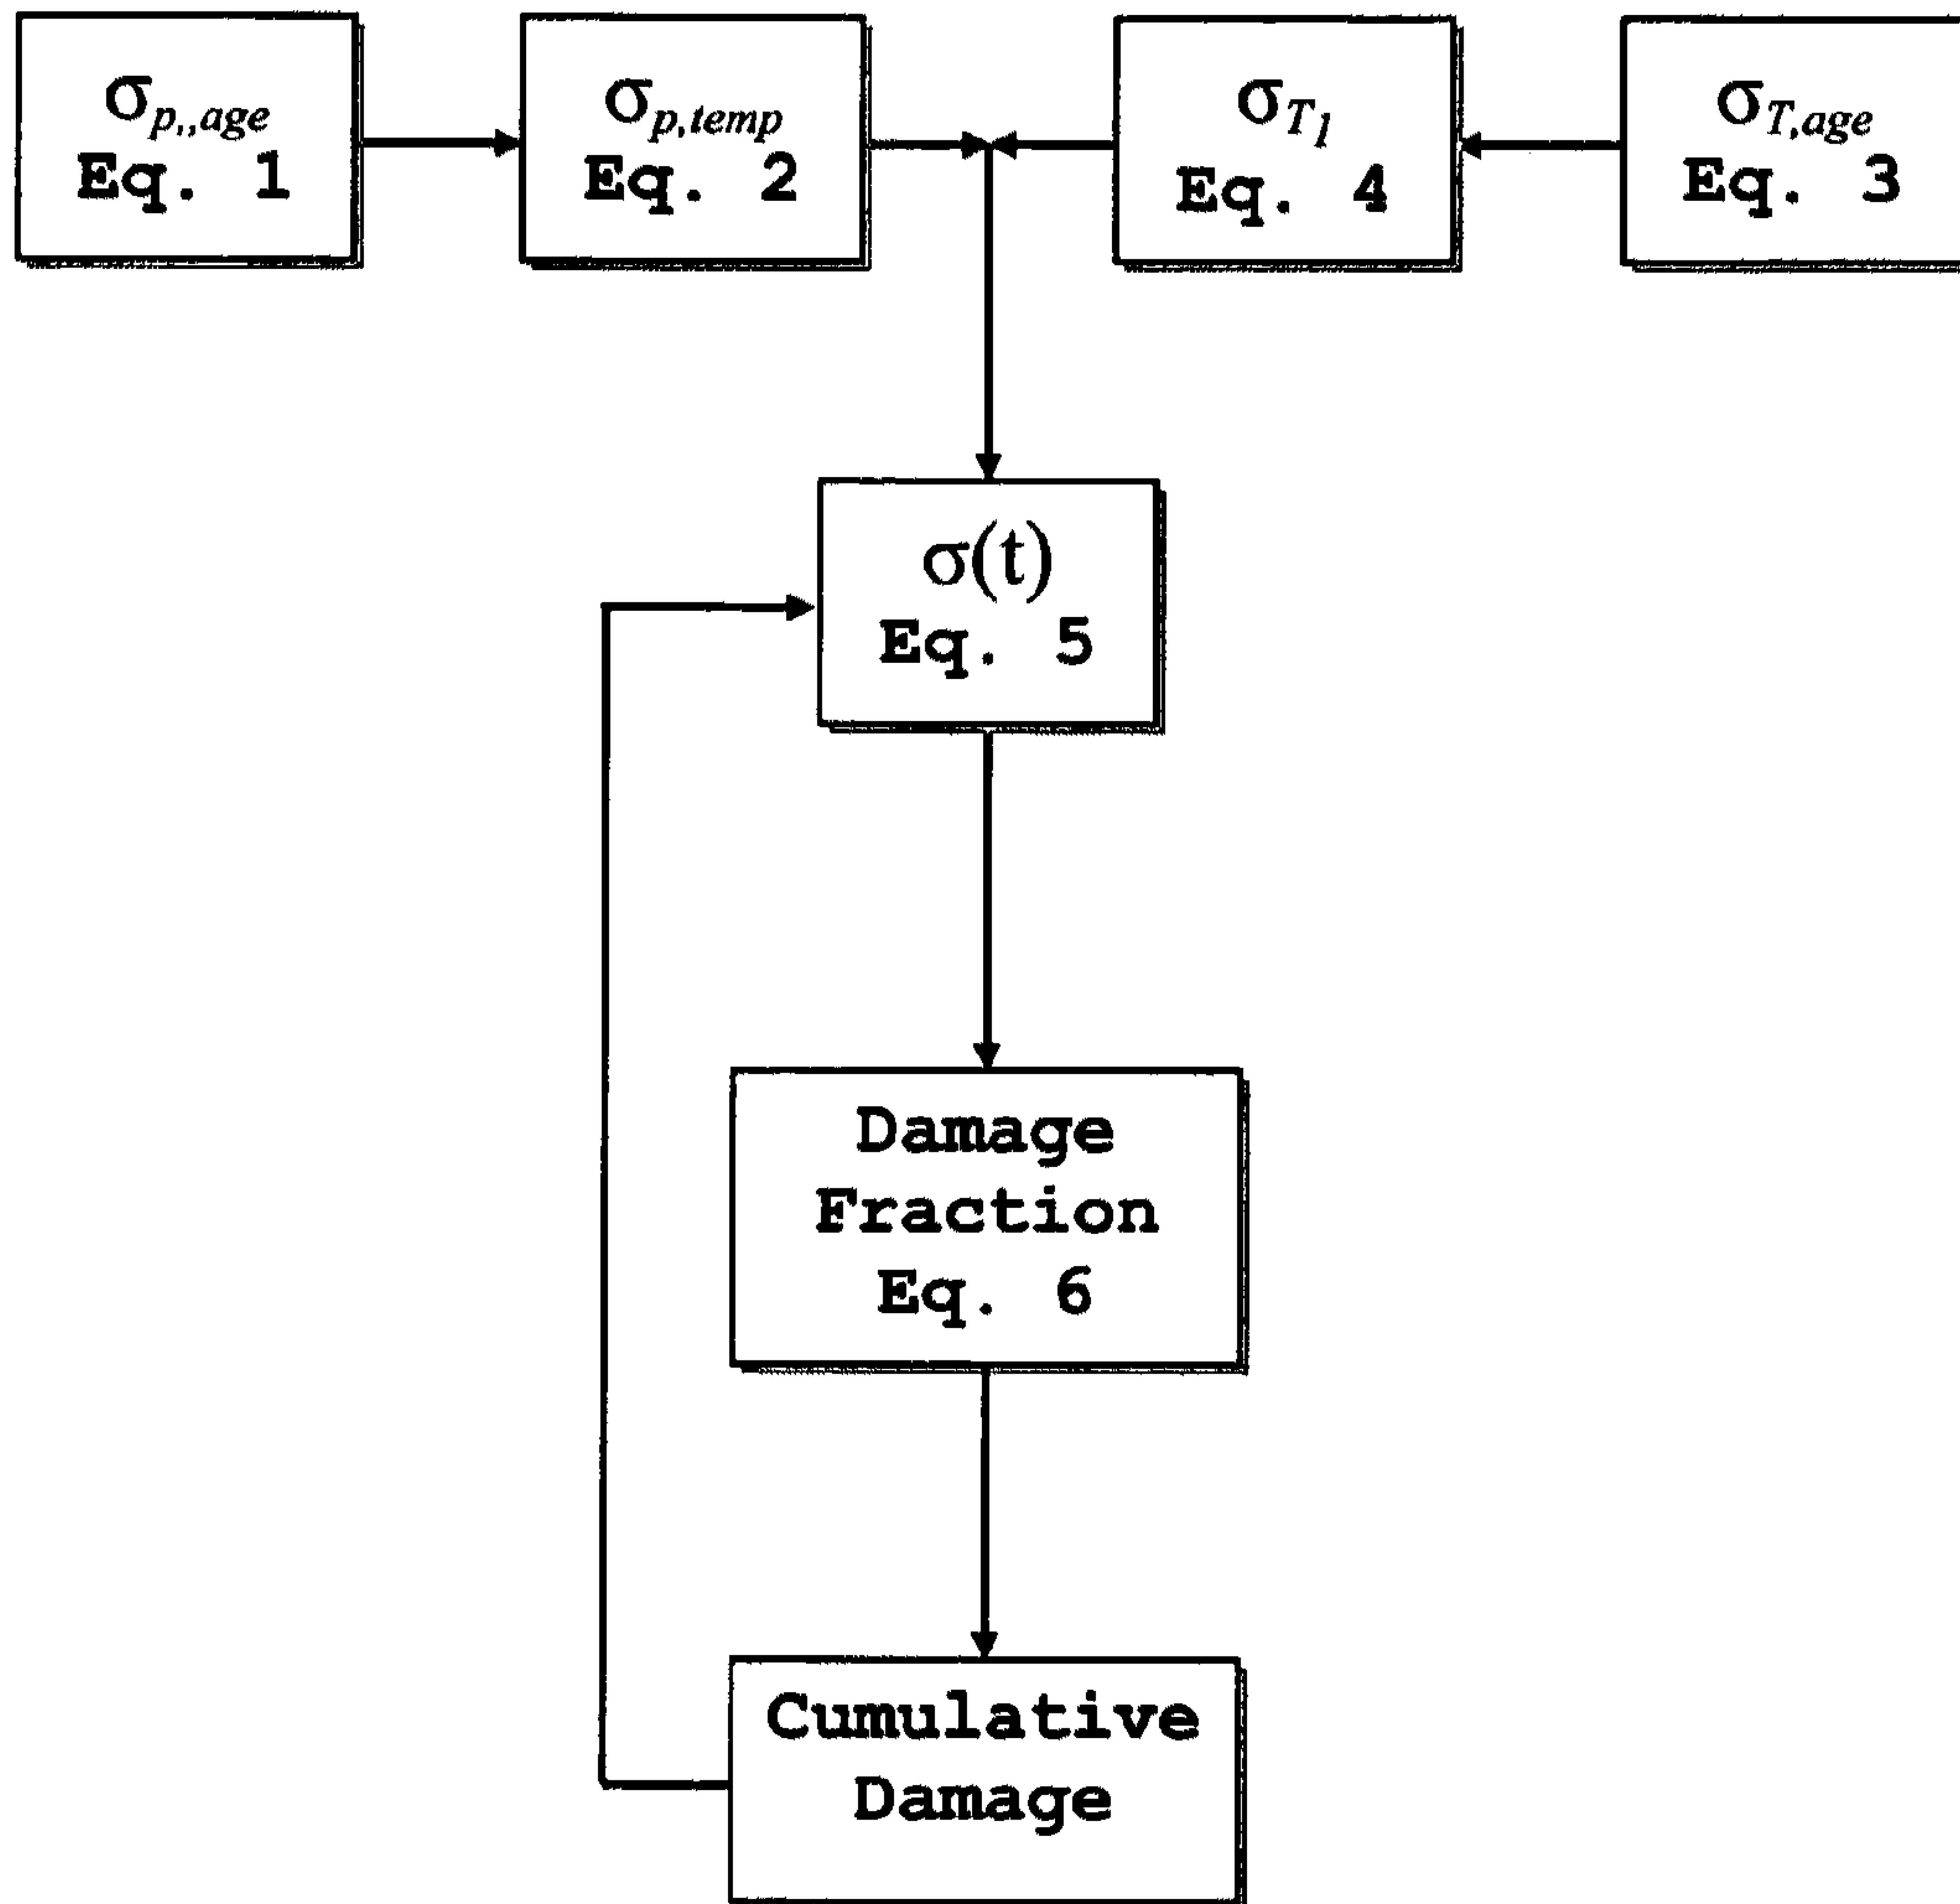 σp,,age
Eq. 1
σp,temp
Eq. 2
σT1
Eq. 4
σT,age
Eq. 3
σ(t)
Eq. 5
Damage
Fraction
Eq. 6
Cumulative
Damage